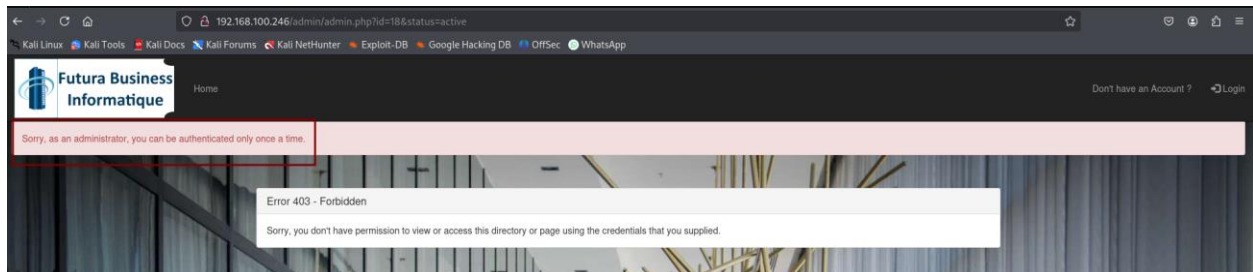 192.168.100.246/admin/admin.php?id=18&status=active
Kali Linux Kali Tools Kali Docs Kali Forums Kali NetHunter Exploit-DB Google Hacking DB OffSec WhatsApp
Futura Business
Informatique
Home
Don't have an Account ? Login
Sorry, as an administrator, you can be authenticated only once a time.
Error 403 - Forbidden
Sorry, you don't have permission to view or access this directory or page using the credentials that you supplied.